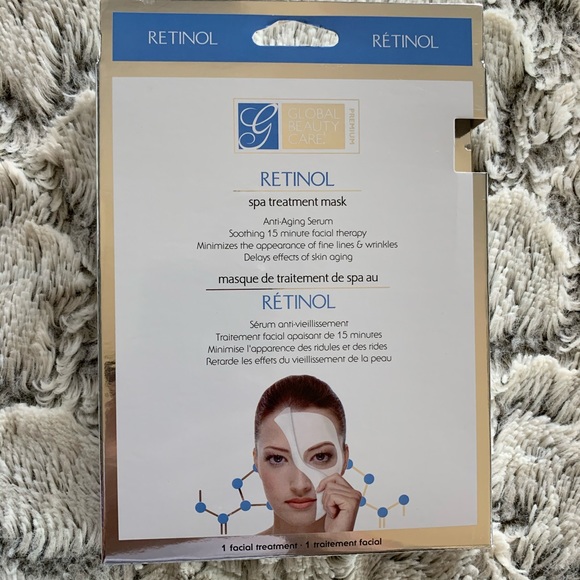 RETINOL RÉTINOL
G GLOBAL
BEAUTY
CARE
PREMIUM
RETINOL
spa treatment mask
Anti-Aging Serum
Soothing 15 minute facial therapy
Minimizes the appearance of fine lines & wrinkles
Delays effects of skin aging
masque de traitement de spa au
RÉTINOL
Sérum anti-vieillissement
Traitement facial apaisant de 15 minutes
Minimise l'apparence des ridules et des rides
Retarde les effets du vieillissement de la peau
1 facial treatment · 1 traitement facial